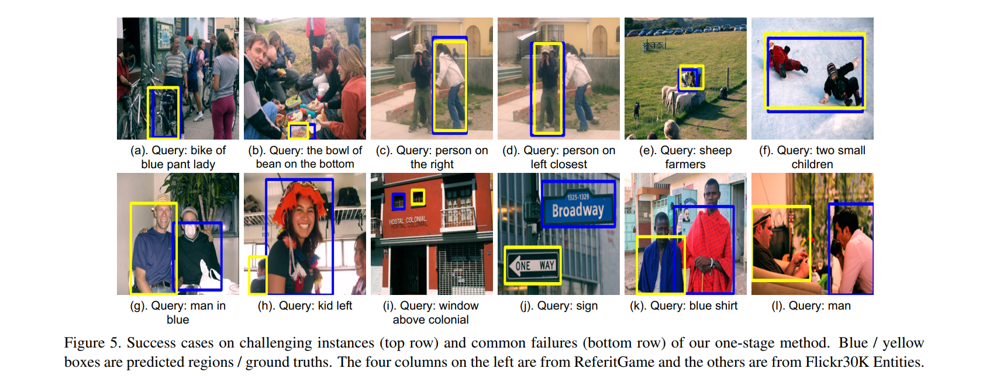 1325-1329
Broadway
HOSTAL COLONIAL
ONE WAY
(a). Query: bike of
blue pant lady
(b). Query: the bowl of
bean on the bottom
(c). Query: person on
the right
(d). Query: person on
left closest
(e). Query: sheep
farmers
(f). Query: two small
children
(g). Query: man in
blue
(h). Query: kid left
(i). Query: window
above colonial
(j). Query: sign
(k). Query: blue shirt
(l). Query: man
Figure 5. Success cases on challenging instances (top row) and common failures (bottom row) of our one-stage method. Blue / yellow
boxes are predicted regions / ground truths. The four columns on the left are from ReferitGame and the others are from Flickr30K Entities.